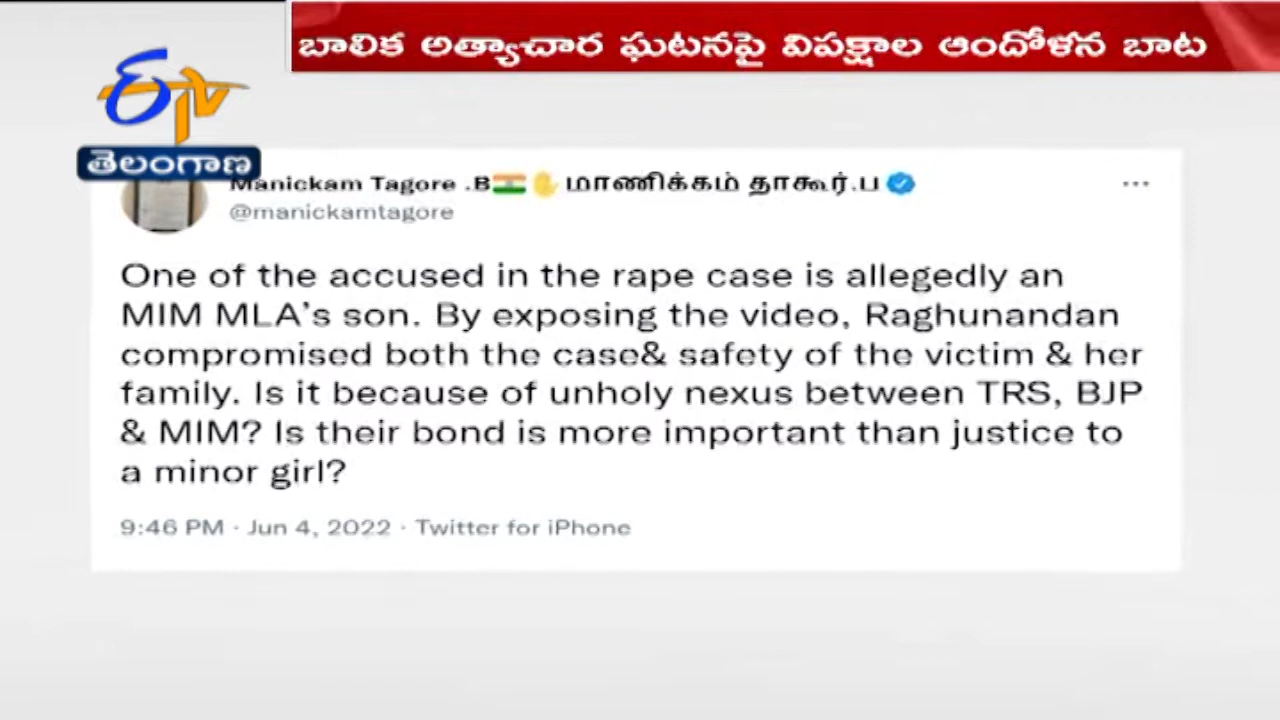 బాలిక అత్యాచార ఘటనపై విపక్షాల ఆందోళన బాట
ETV
తెలంగాణ
Manickam Tagore .B🇮🇳✋மாணிக்கம் தாகூர்.ப
@manickamtagore
One of the accused in the rape case is allegedly an
MIM MLA's son. By exposing the video, Raghunandan
compromised both the case& safety of the victim & her
family. Is it because of unholy nexus between TRS, BJP
& MIM? Is their bond is more important than justice to
a minor girl?
9:46 PM · Jun 4, 2022 · Twitter for iPhone